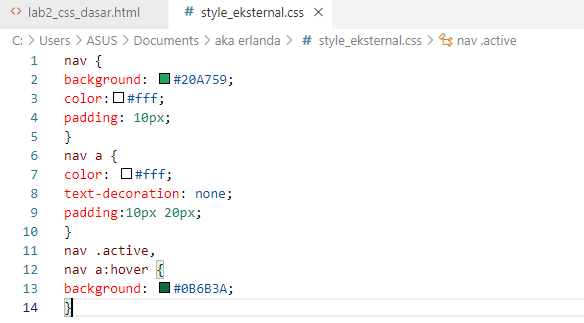 lab2_css_dasar.html # style_eksternal.css
C: > Users > ASUS > Documents > aka erlanda > # style_eksternal.css > nav .active
1 nav {
2 background: #20A759;
3 color:#fff;
4 padding: 10px;
5 }
6 nav a {
7 color: #fff;
8 text-decoration: none;
9 padding:10px 20px;
10 }
11 nav .active,
12 nav a:hover {
13 background: #0B6B3A;
14 }